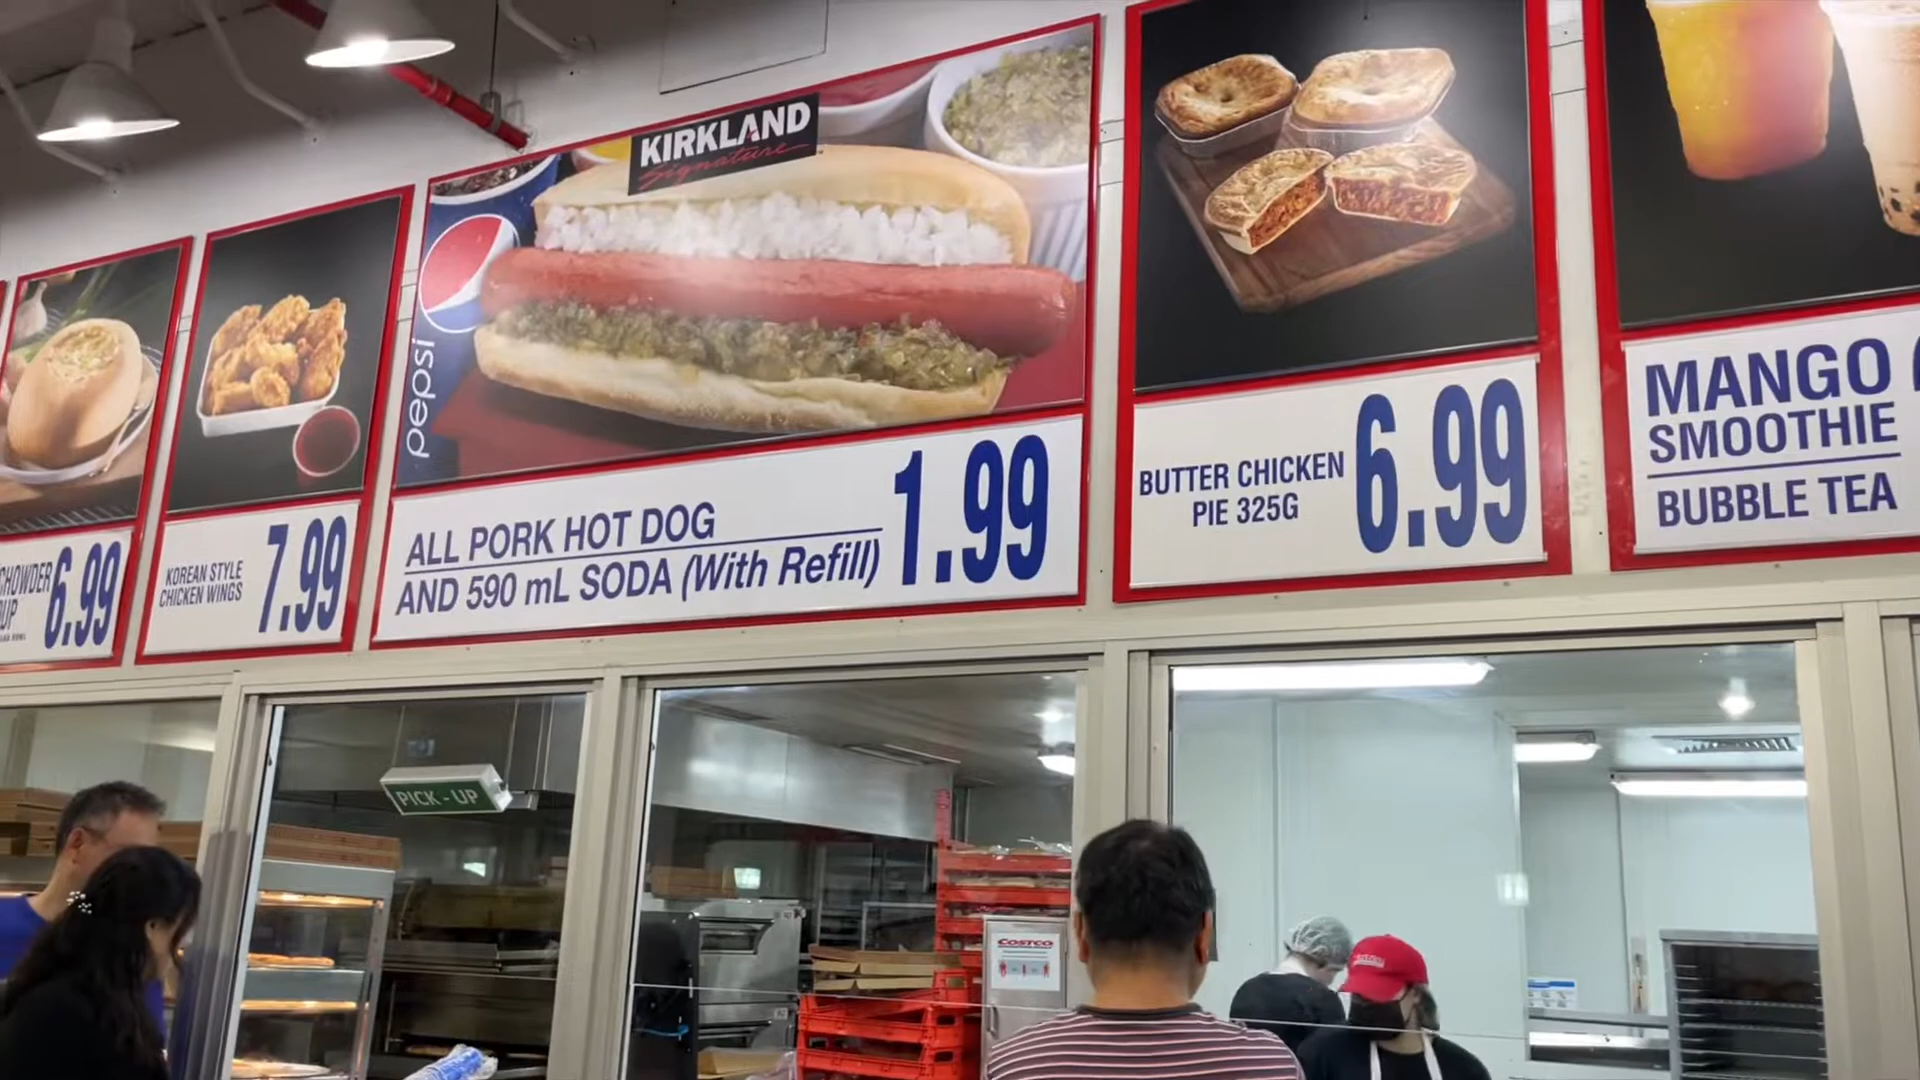 CHOWDER
6.99
KOREAN STYLE
CHICKEN WINGS
7.99
KIRKLAND
Signature
pepsi
ALL PORK HOT DOG
AND 590 mL SODA (With Refill)
1.99
BUTTER CHICKEN
PIE 325G
6.99
MANGO
SMOOTHIE
BUBBLE TEA
PICK-UP
COSTCO